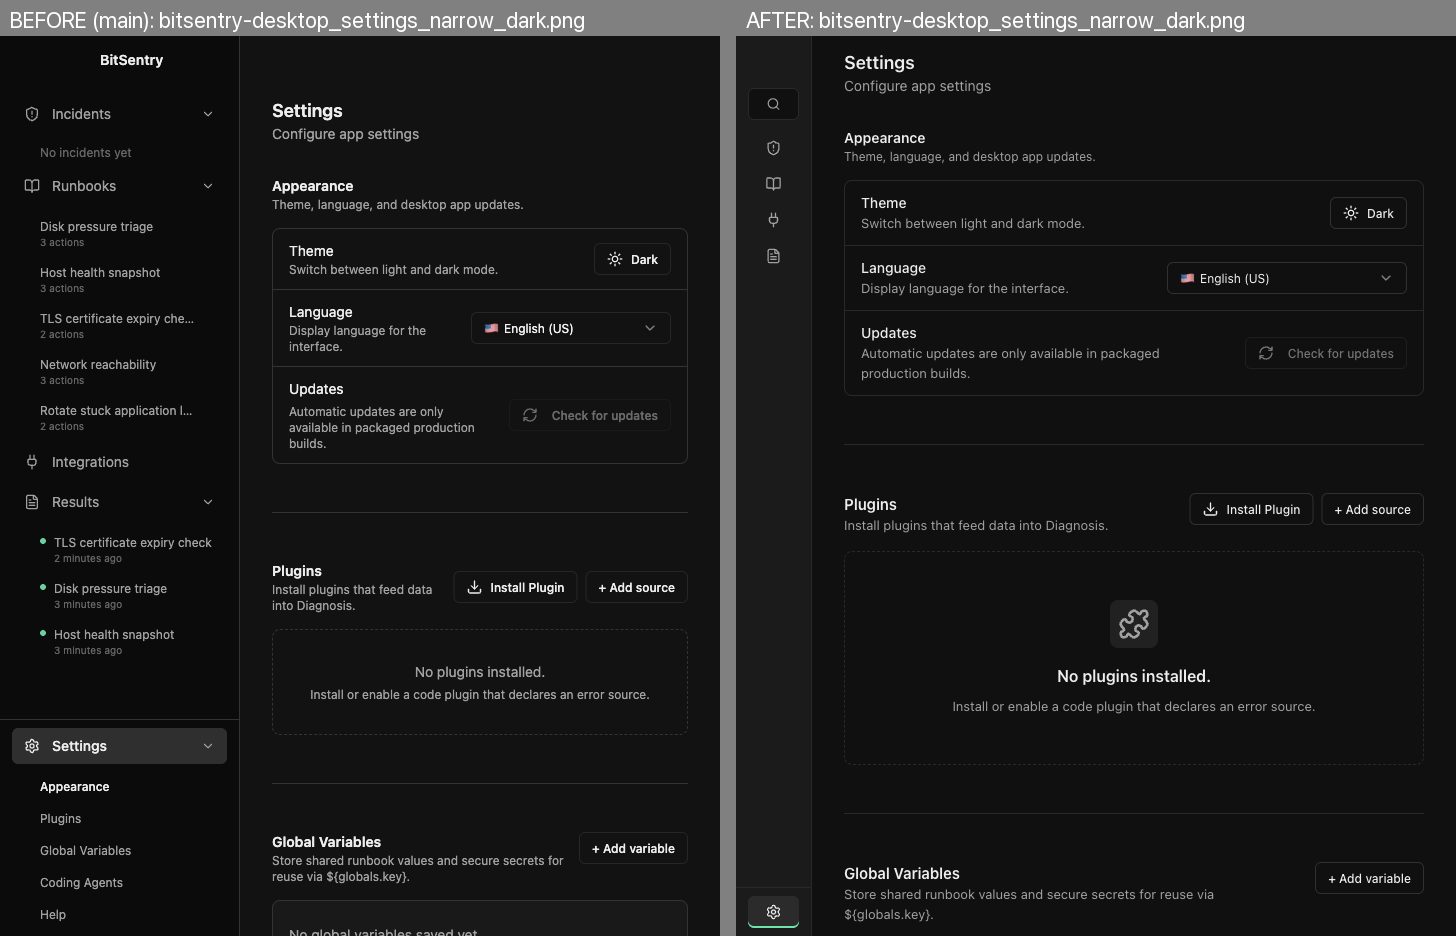 BEFORE (main): bitsentry-desktop_settings_narrow_dark.png
BitSentry
Incidents
No incidents yet
Runbooks
Disk pressure triage
3 actions
Host health snapshot
3 actions
TLS certificate expiry che...
2 actions
Network reachability
3 actions
Rotate stuck application l...
2 actions
Integrations
Results
TLS certificate expiry check
2 minutes ago
Disk pressure triage
3 minutes ago
Host health snapshot
3 minutes ago
Settings
Appearance
Plugins
Global Variables
Coding Agents
Help
Settings
Configure app settings
Appearance
Theme, language, and desktop app updates.
Theme
Switch between light and dark mode.
Dark
Language
Display language for the
interface.
English (US)
Updates
Automatic updates are only
available in packaged production
builds.
Check for updates
Plugins
Install plugins that feed data
into Diagnosis.
Install Plugin
+ Add source
No plugins installed.
Install or enable a code plugin that declares an error source.
Global Variables
Store shared runbook values and secure secrets for
reuse via ${globals.key}.
+ Add variable
No global variables saved yet
AFTER: bitsentry-desktop_settings_narrow_dark.png
Settings
Configure app settings
Appearance
Theme, language, and desktop app updates.
Theme
Switch between light and dark mode.
Dark
Language
Display language for the interface.
English (US)
Updates
Automatic updates are only available in packaged
production builds.
Check for updates
Plugins
Install plugins that feed data into Diagnosis.
Install Plugin
+ Add source
No plugins installed.
Install or enable a code plugin that declares an error source.
Global Variables
Store shared runbook values and secure secrets for reuse via
${globals.key}.
+ Add variable